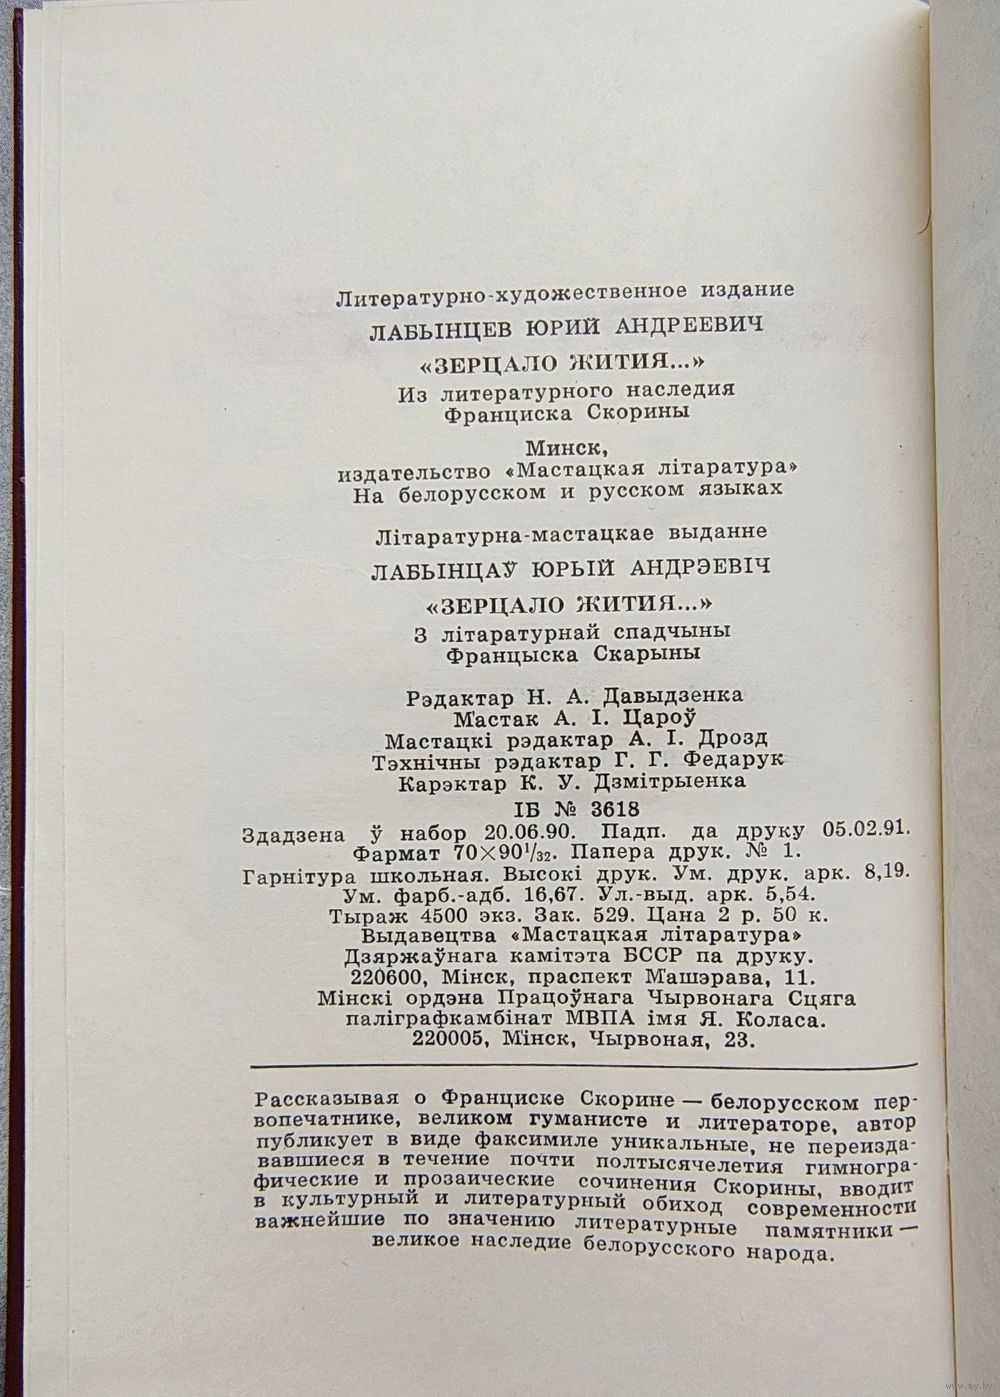 Литературно-художественное издание
ЛАБЫНЦЕВ ЮРИЙ АНДРЕЕВИЧ
«ЗЕРЦАЛО ЖИТИЯ...»
Из литературного наследия
Франциска Скорины
Минск,
издательство «Мастацкая літаратура»
На белорусском и русском языках
Літаратурна-мастацкае выданне
ЛАБЫНЦАЎ ЮРЫЙ АНДРЭЕВІЧ
«ЗЕРЦАЛО ЖИТИЯ...»
З літаратурнай спадчыны
Францыска Скарыны
Рэдактар Н. А. Давыдзенка
Мастак А. І. Цароў
Мастацкі рэдактар А. І. Дрозд
Тэхнічны рэдактар Г. Г. Федарук
Карэктар К. У. Дзмітрыенка
ІБ № 3618
Здадзена ў набор 20.06.90. Падп. да друку 05.02.91.
Фармат 70×90¹/₃₂. Папера друк. № 1.
Гарнітура школьная. Высокі друк. Ум. друк. арк. 8,19.
Ум. фарб.-адб. 16,67. Ул.-выд. арк. 5,54.
Тыраж 4500 экз. Зак. 529. Цана 2 р. 50 к.
Выдавецтва «Мастацкая літаратура»
Дзяржаўнага камітэта БССР па друку.
220600, Мінск, праспект Машэрава, 11.
Мінскі ордэна Працоўнага Чырвонага Сцяга
паліграфкамбінат МВПА імя Я. Коласа.
220005, Мінск, Чырвоная, 23.
Рассказывая о Франциске Скорине — белорусском пер-
вопечатнике, великом гуманисте и литераторе, автор
публикует в виде факсимиле уникальные, не переизда-
вавшиеся в течение почти полтысячелетия гимногра-
фические и прозаические сочинения Скорины, вводит
в культурный и литературный обиход современности
важнейшие по значению литературные памятники —
великое наследие белорусского народа.
www.ay.by